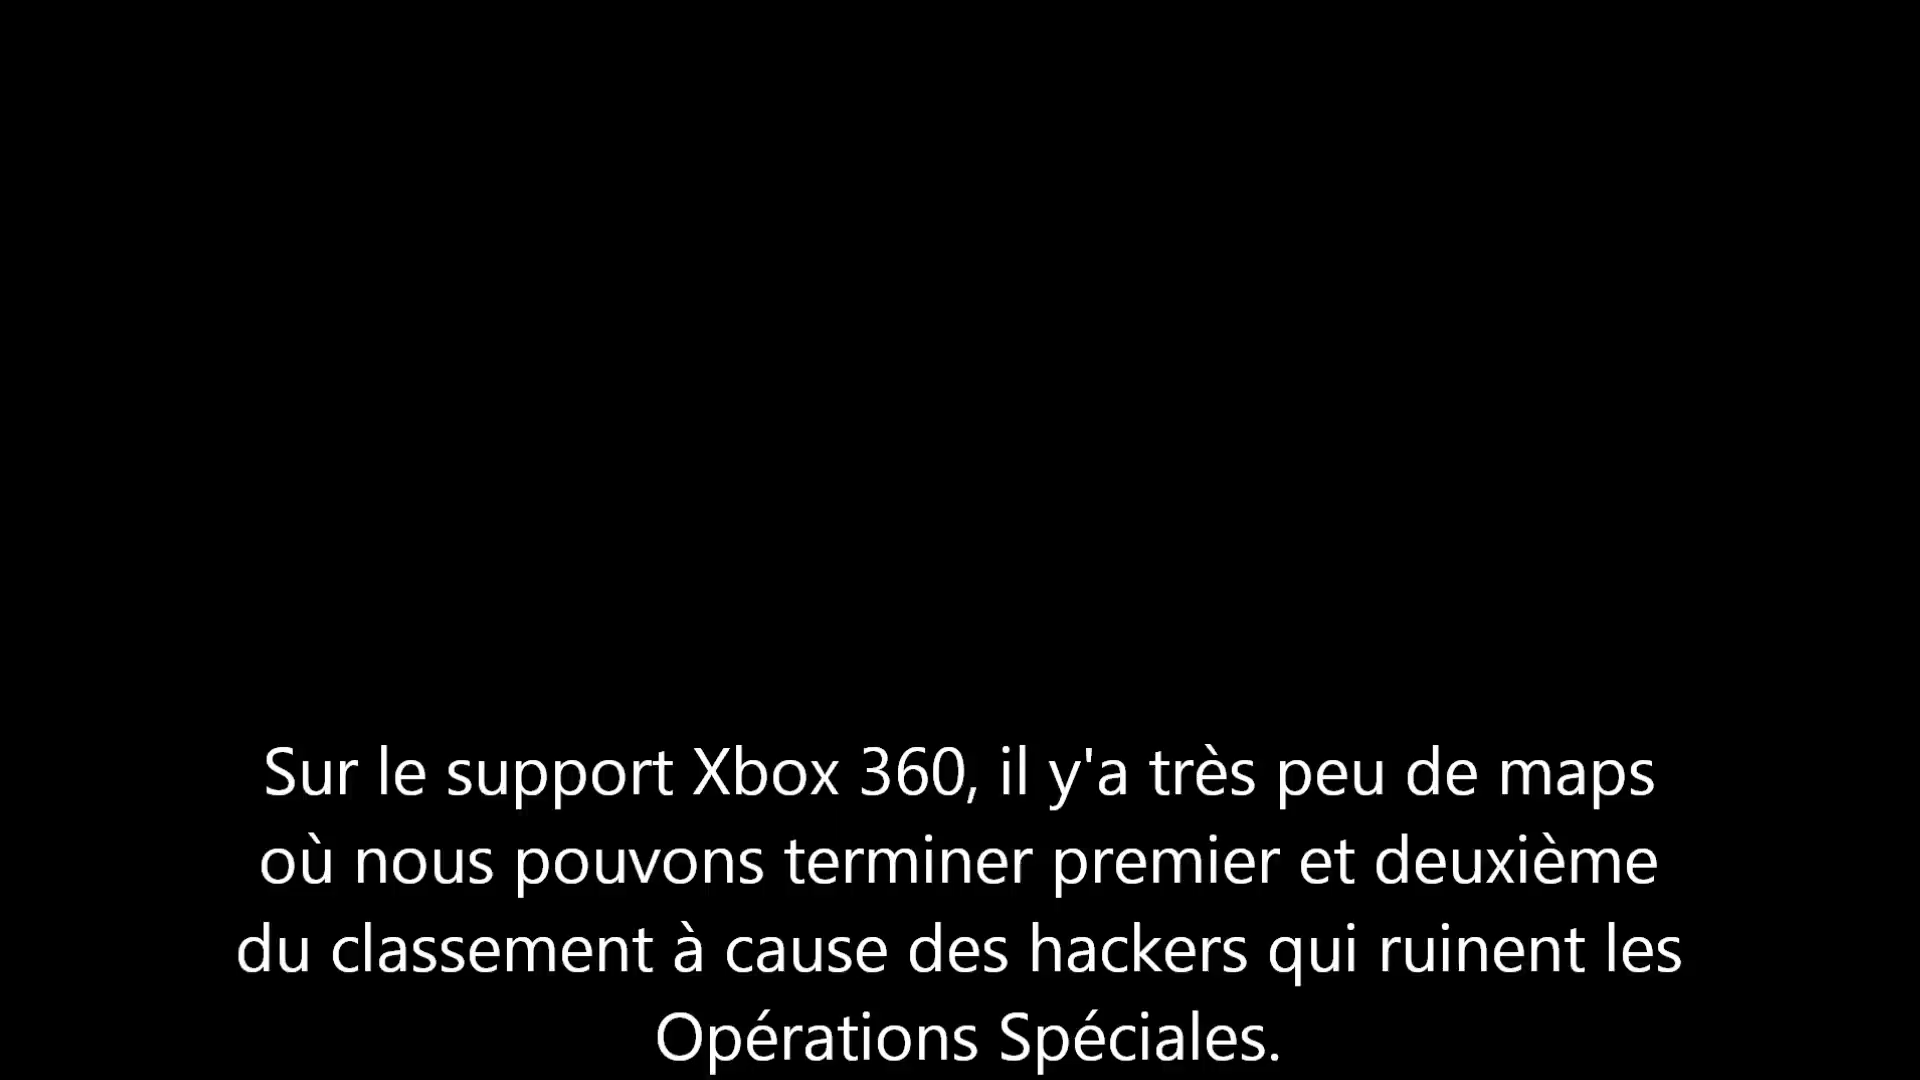 Sur le support Xbox 360, il y'a très peu de maps
où nous pouvons terminer premier et deuxième
du classement à cause des hackers qui ruinent les
Opérations Spéciales.